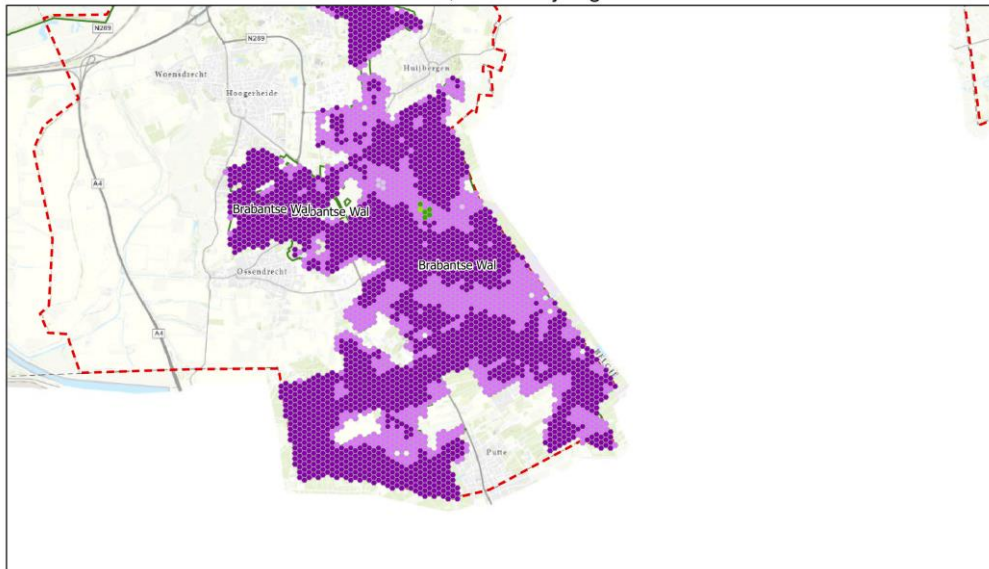 N289
N289
Woensdrecht
Huijbergen
Hoogerheide
A4
Brabantse Wal
Brabantse Wal
Brabantse Wal
Ossendrecht
A4
Putte